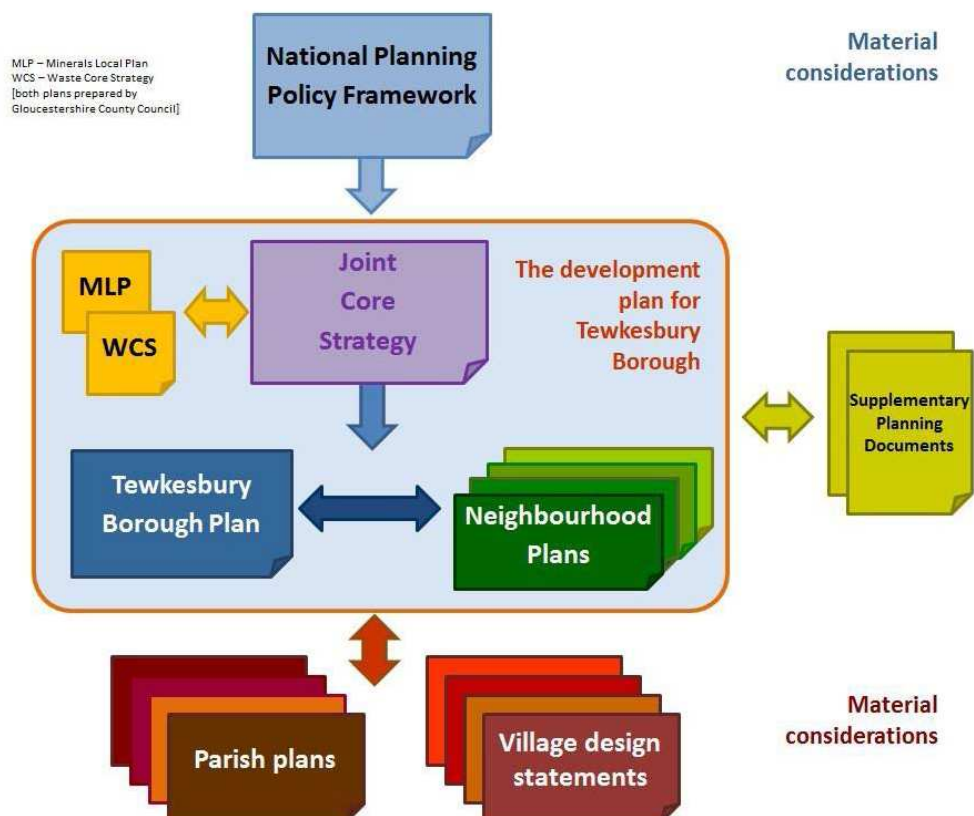 MLP – Minerals Local Plan
WCS – Waste Core Strategy
[both plans prepared by
Gloucestershire County Council]
National Planning
Policy Framework
Material
considerations
MLP
WCS
Joint
Core
Strategy
The development
plan for
Tewkesbury
Borough
Supplementary
Planning
Documents
Tewkesbury
Borough Plan
Neighbourhood
Plans
Parish plans
Village design
statements
Material
considerations